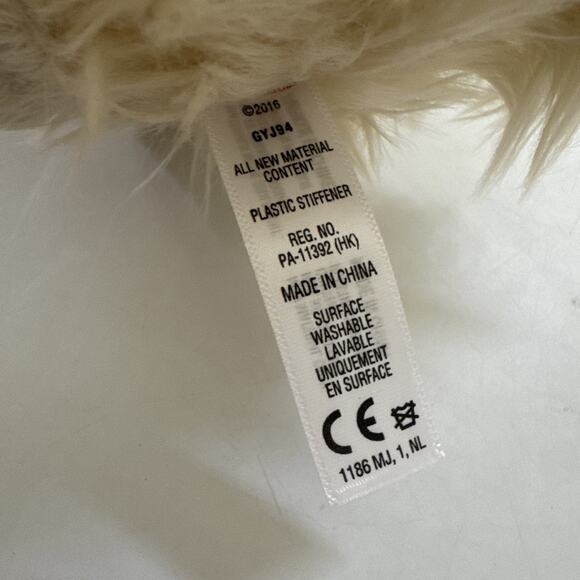 ©2016
GYJ94
ALL NEW MATERIAL
CONTENT
PLASTIC STIFFENER
REG. NO.
PA-11392 (HK)
MADE IN CHINA
SURFACE
WASHABLE
LAVABLE
UNIQUEMENT
EN SURFACE
CE
1186 MJ, 1, NL